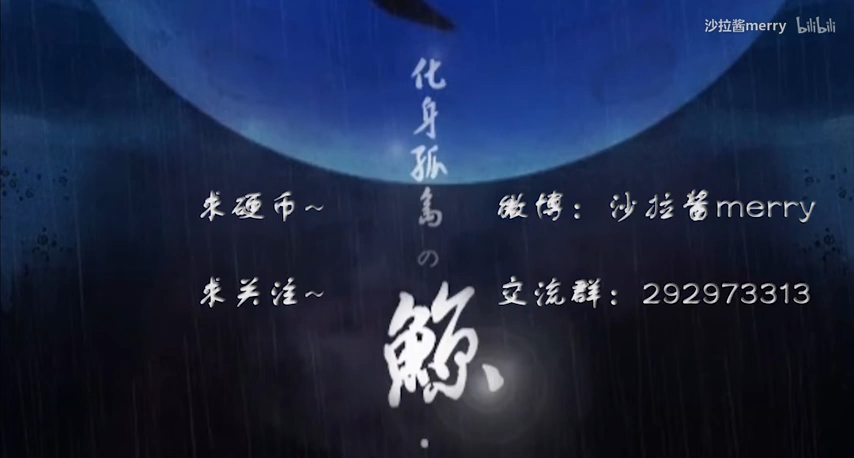 沙拉酱merry bilibili
化身孤岛の
鲸
求硬币~
微博：沙拉酱merry
求关注~
交流群：292973313